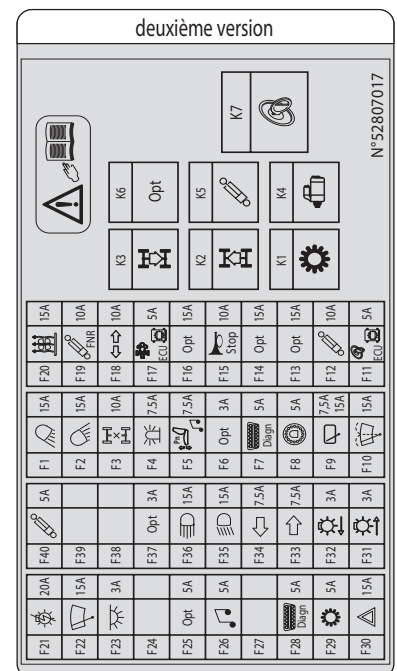 deuxième version
F21 20A F40 5A F1 15A F20 15A
F22 15A F39 F2 15A F19 FNR 10A
F23 3A F38 F3 10A F18 10A
F24 F37 Opt 3A F4 7.5A F17 ECU 5A
F25 Opt 5A F36 15A F5 Pn 7.5A F16 Opt 15A
F26 5A F35 15A F6 Opt 3A F15 Stop 10A
F27 F34 7.5A F7 Diagn 5A F14 Opt 15A
F28 Diagn 5A F33 7.5A F8 5A F13 Opt 15A
F29 5A F32 3A F9 7,5A 15A F12 10A
F30 15A F31 3A F10 15A F11 ECU 5A
K3 K6
Opt
K2 K5
K7
K1 K4
N°52807017